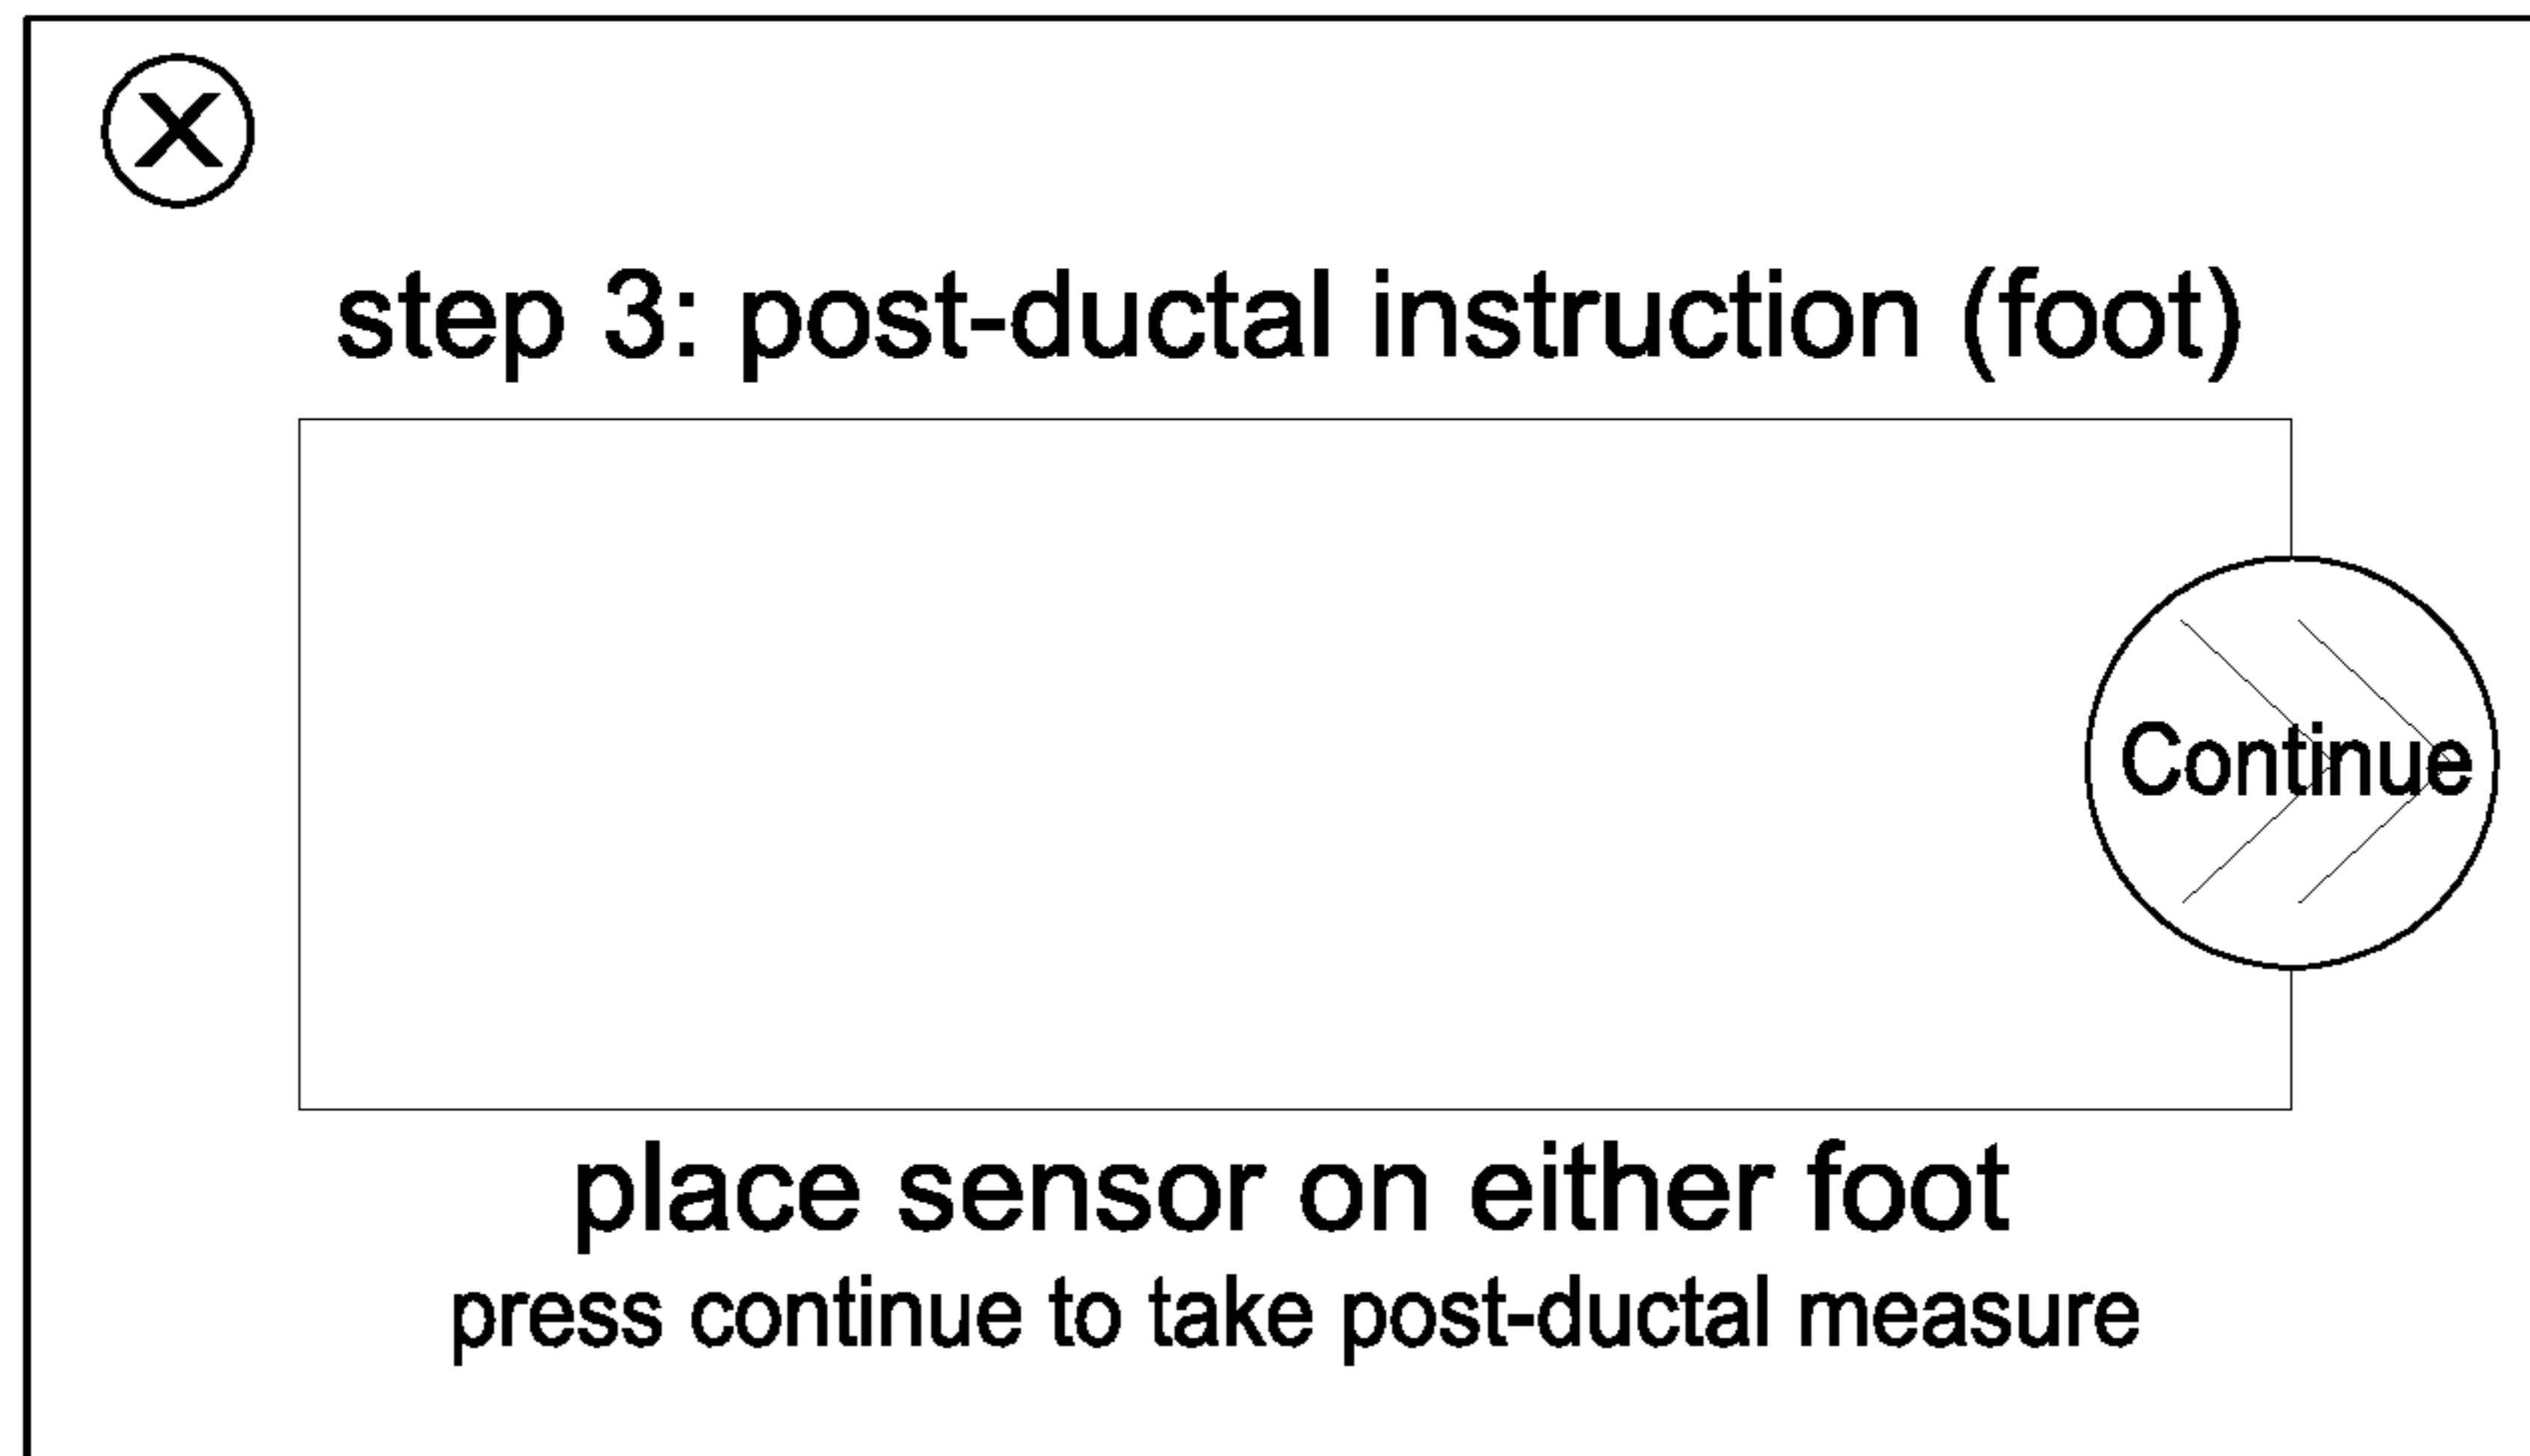 X
step 3: post-ductal instruction (foot)
Continue
place sensor on either foot
press continue to take post-ductal measure